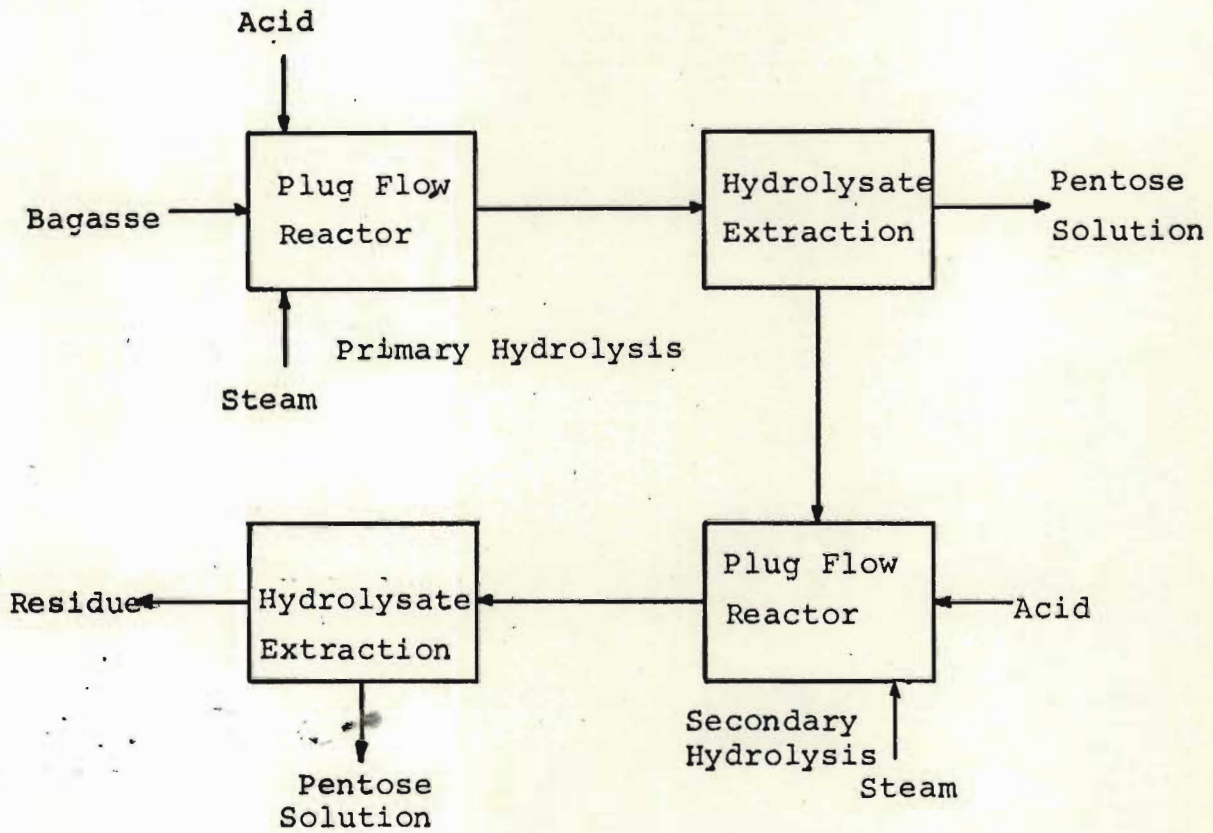 Acid
Plug Flow
Reactor
Hydrolysate
Extraction
Pentose
Solution
Bagasse
Primary Hydrolysis
Steam
Plug Flow
Reactor
Acid
Hydrolysate
Extraction
Residue
Secondary
Hydrolysis
Steam
Pentose
Solution